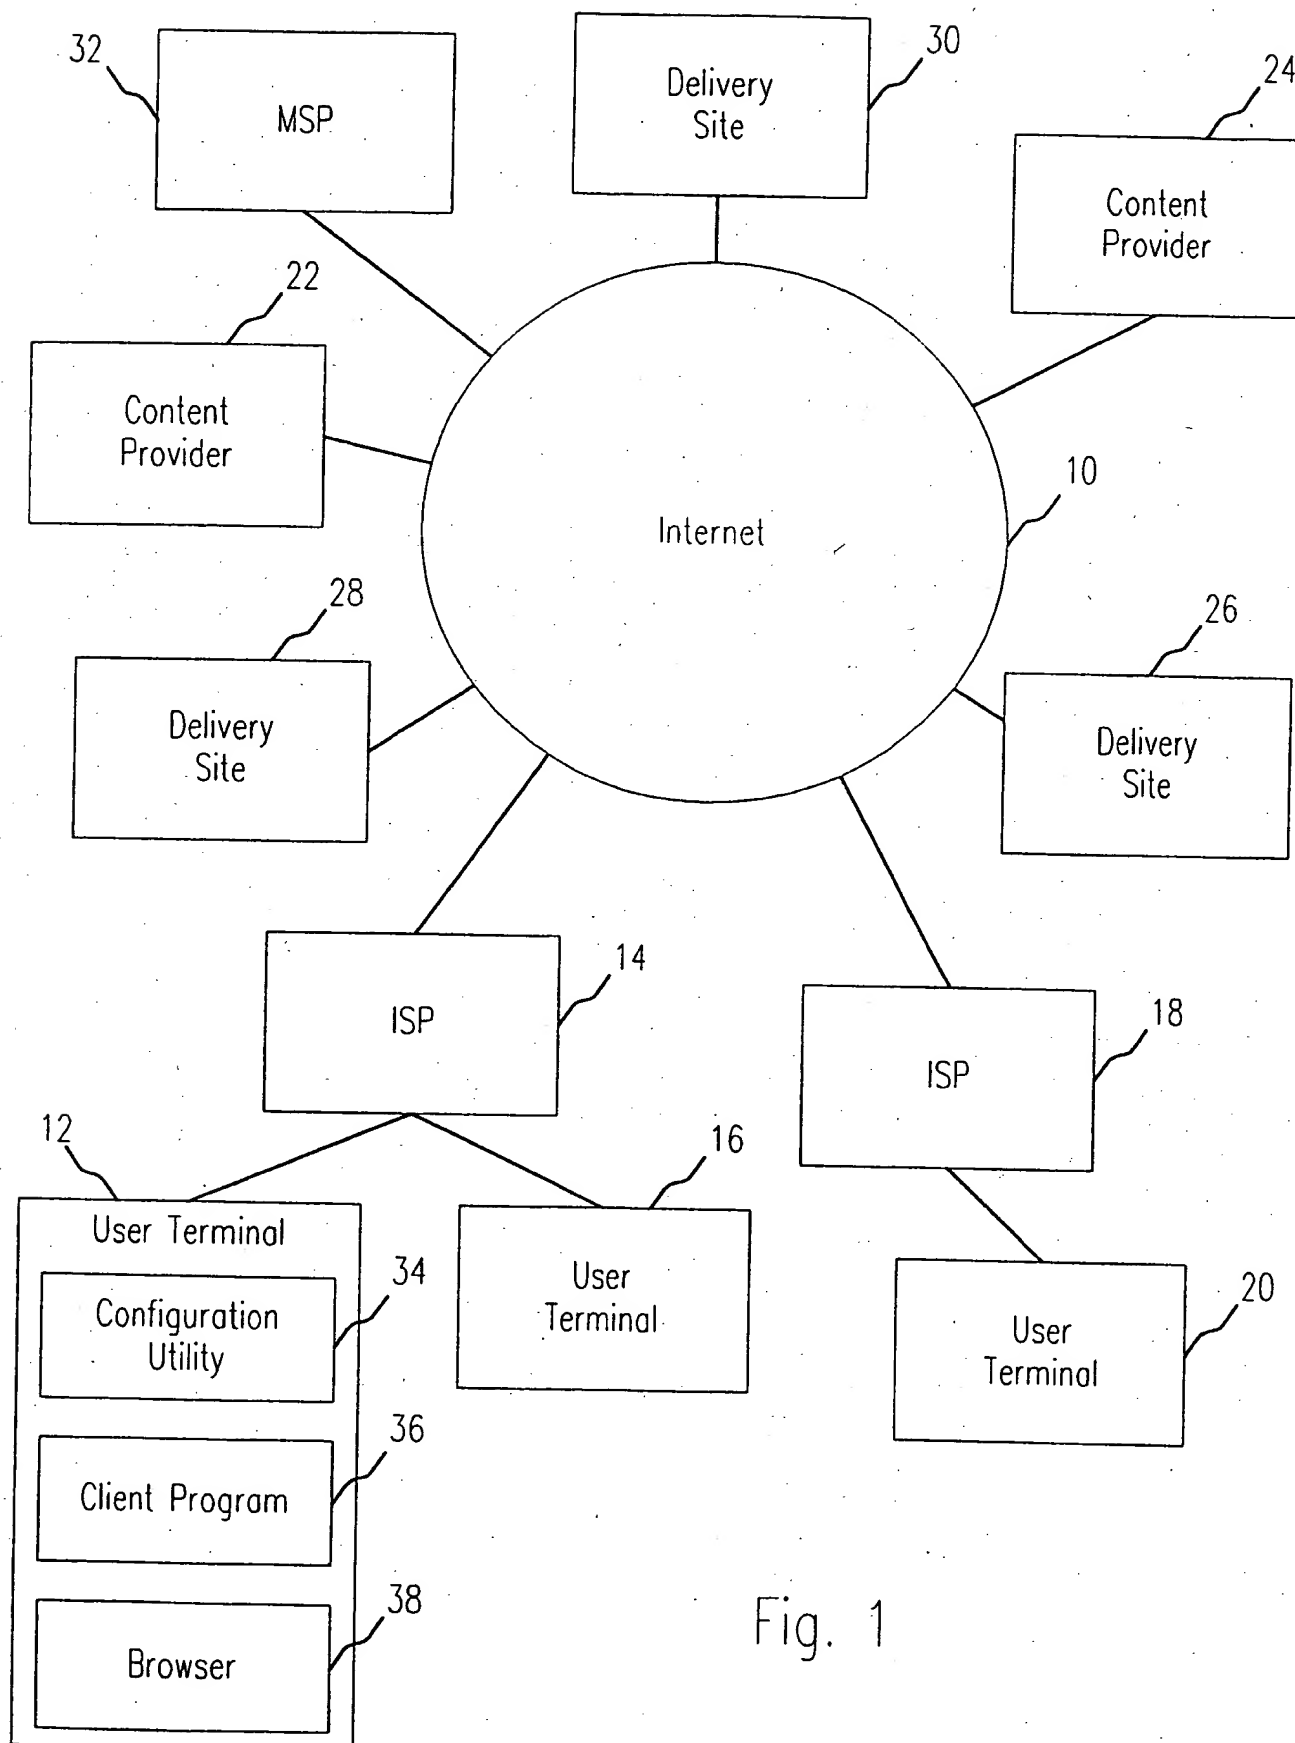 32
MSP
Delivery
Site
30
24
Content
Provider
22
Content
Provider
Internet
10
28
Delivery
Site
26
Delivery
Site
ISP
14
ISP
18
12
User Terminal
Configuration
Utility
34
Client Program
36
Browser
38
16
User
Terminal
User
Terminal
20
Fig. 1